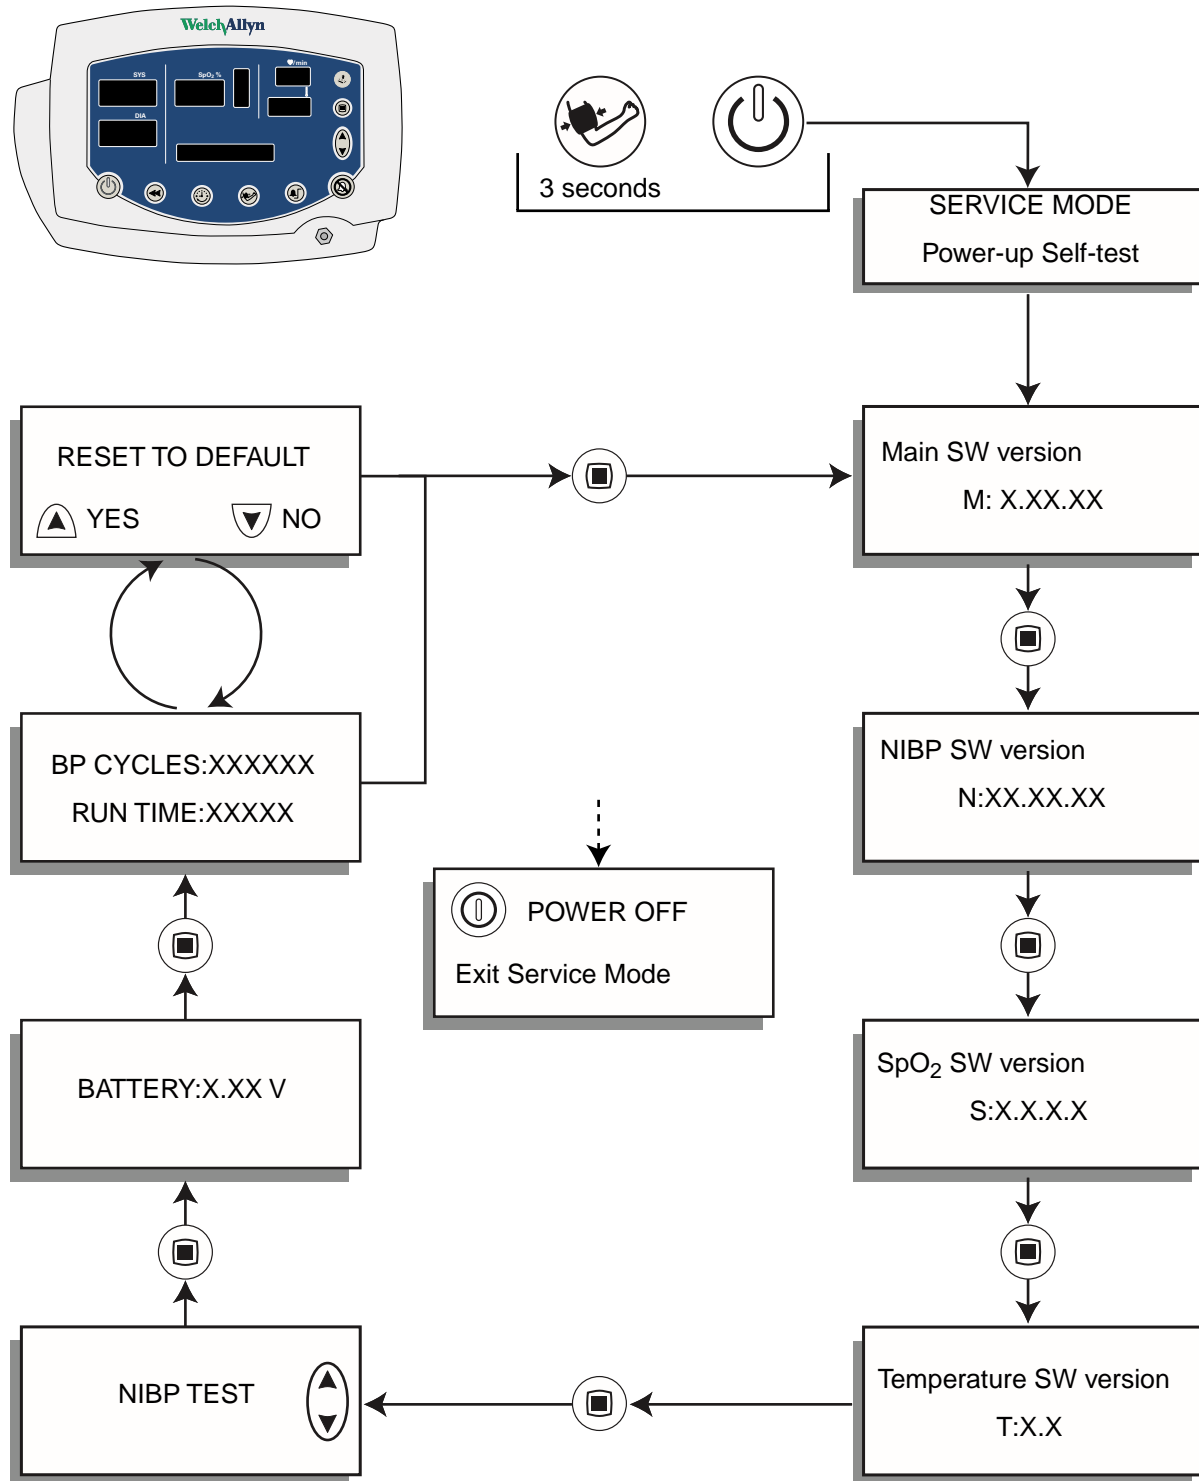 WelchAllyn
SYS
SpO₂ %
♥/min
DIA
3 seconds
SERVICE MODE
Power-up Self-test
RESET TO DEFAULT
YES NO
Main SW version
M: X.XX.XX
BP CYCLES:XXXXXX
RUN TIME:XXXXX
NIBP SW version
N:XX.XX.XX
POWER OFF
Exit Service Mode
BATTERY:X.XX V
SpO₂ SW version
S:X.X.X.X
NIBP TEST
Temperature SW version
T:X.X